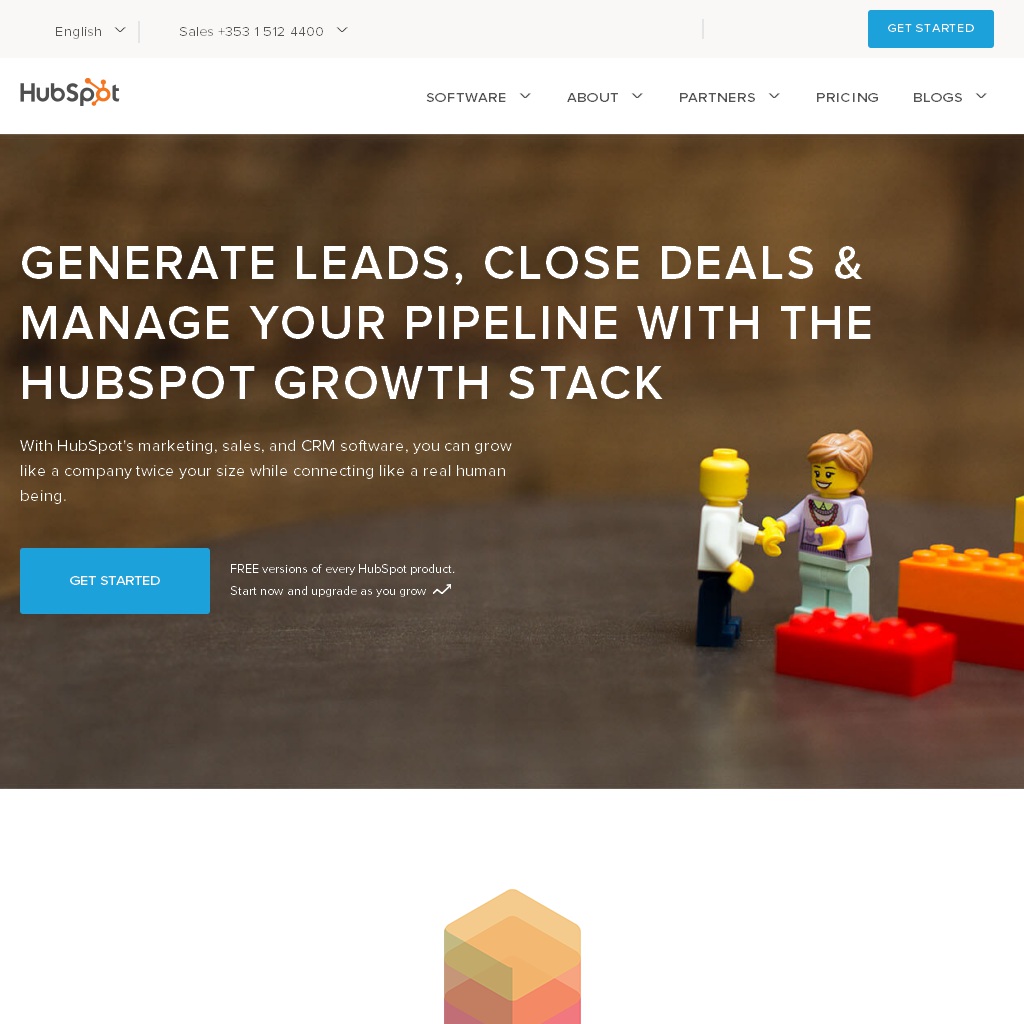 English
Sales +353 1 512 4400
GET STARTED
HubSpot
SOFTWARE
ABOUT
PARTNERS
PRICING
BLOGS
GENERATE LEADS, CLOSE DEALS &
MANAGE YOUR PIPELINE WITH THE
HUBSPOT GROWTH STACK
With HubSpot's marketing, sales, and CRM software, you can grow
like a company twice your size while connecting like a real human
being.
GET STARTED
FREE versions of every HubSpot product.
Start now and upgrade as you grow